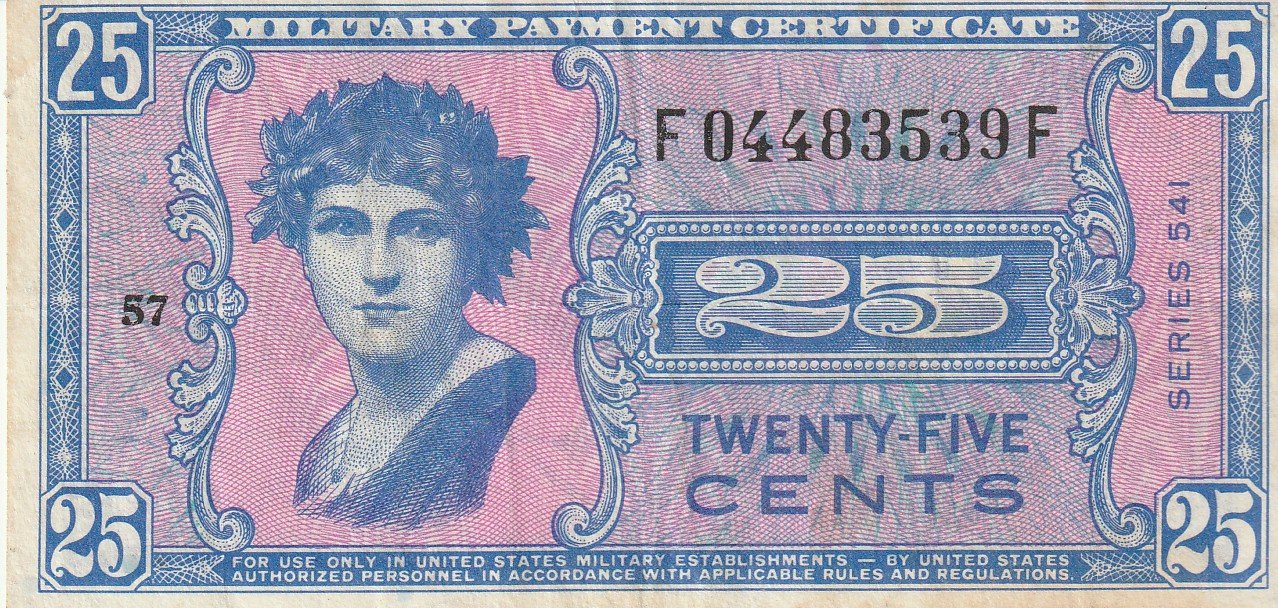 25 MILITARY PAYMENT CERTIFICATE 25
F04483539F
SERIES 541
57
25
TWENTY-FIVE
CENTS
25 25
FOR USE ONLY IN UNITED STATES MILITARY ESTABLISHMENTS — BY UNITED STATES
AUTHORIZED PERSONNEL IN ACCORDANCE WITH APPLICABLE RULES AND REGULATIONS.